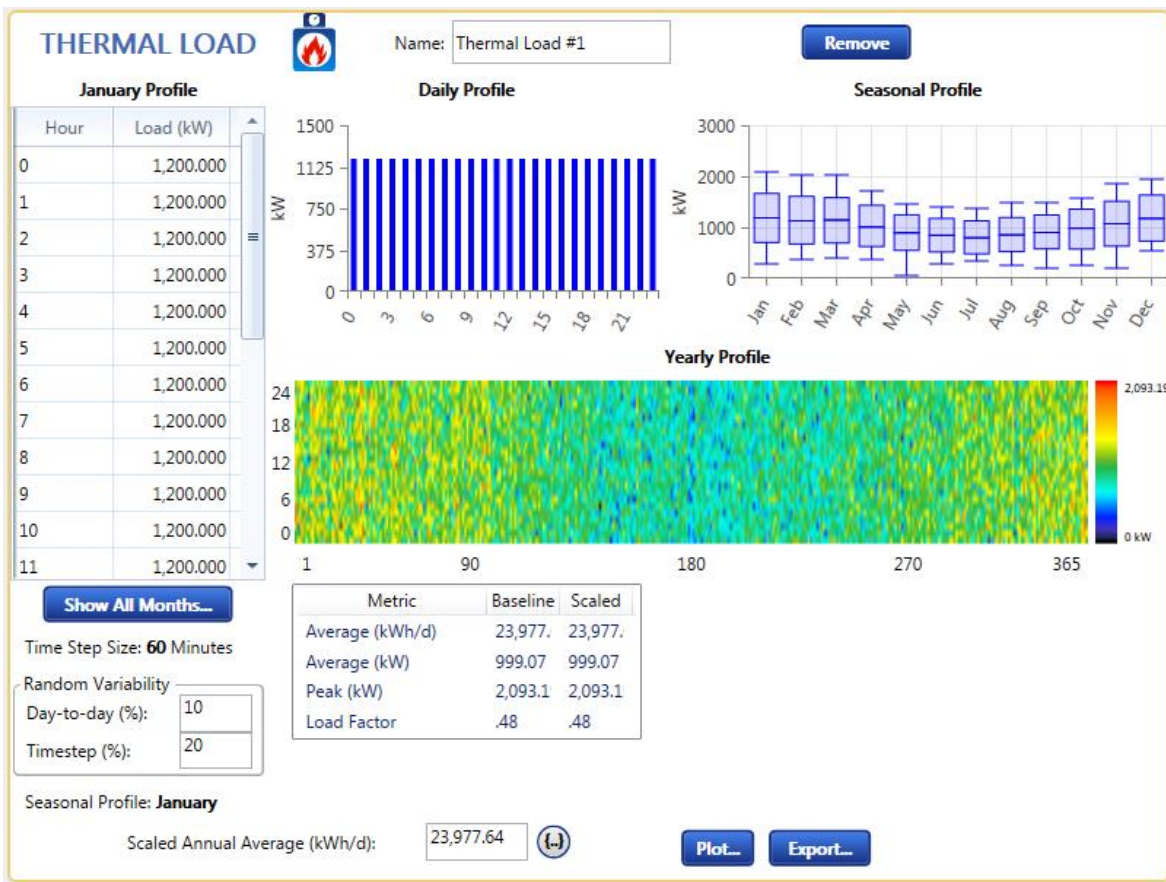 THERMAL LOAD
Name: Thermal Load #1
Remove
January Profile
Hour Load (kW)
0 1,200.000
1 1,200.000
2 1,200.000
3 1,200.000
4 1,200.000
5 1,200.000
6 1,200.000
7 1,200.000
8 1,200.000
9 1,200.000
10 1,200.000
11 1,200.000
Show All Months...
Time Step Size: 60 Minutes
Random Variability
Day-to-day (%): 10
Timestep (%): 20
Daily Profile
kW
1500
1125
750
375
0
0 3 6 9 12 15 18 21
Seasonal Profile
kW
3000
2000
1000
0
Jan Feb Mar Apr May Jun Jul Aug Sep Oct Nov Dec
Yearly Profile
24
18
12
6
0
1 90 180 270 365
2,093.19
0 kW
Metric Baseline Scaled
Average (kWh/d) 23,977. 23,977.
Average (kW) 999.07 999.07
Peak (kW) 2,093.1 2,093.1
Load Factor .48 .48
Seasonal Profile: January
Scaled Annual Average (kWh/d): 23,977.64 {..}
Plot... Export...